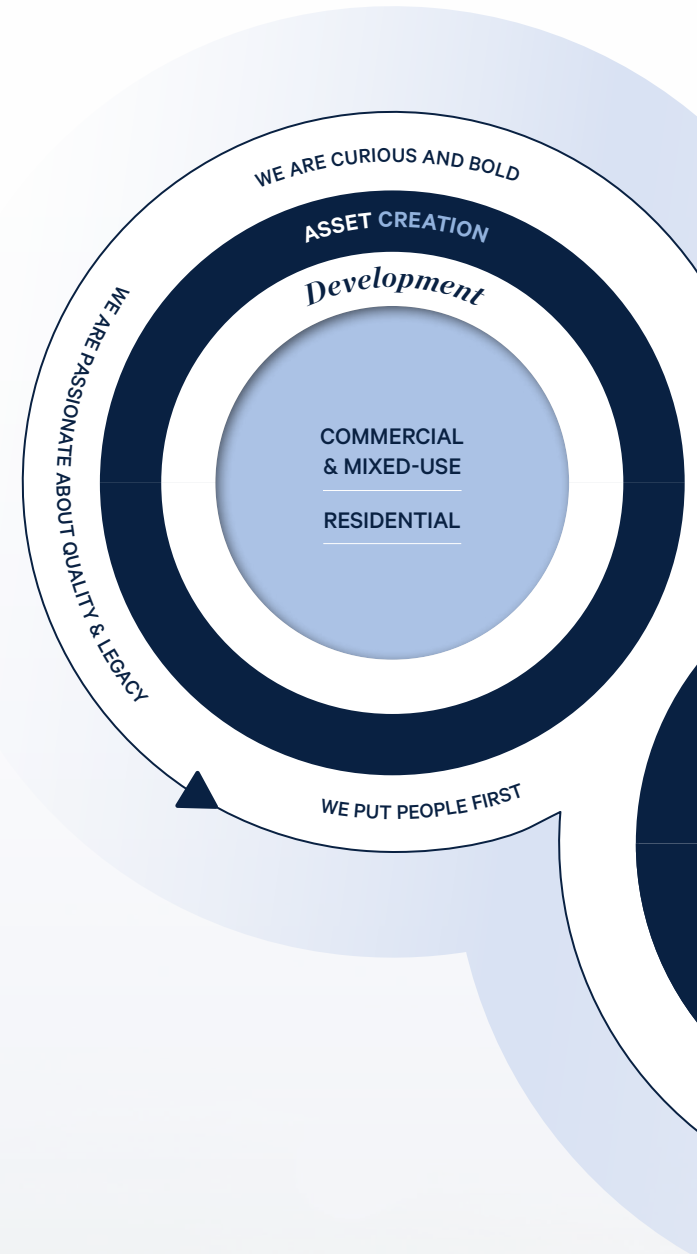 WE ARE CURIOUS AND BOLD
ASSET CREATION
Development
COMMERCIAL
& MIXED-USE
RESIDENTIAL
WE ARE PASSIONATE ABOUT QUALITY & LEGACY
WE PUT PEOPLE FIRST